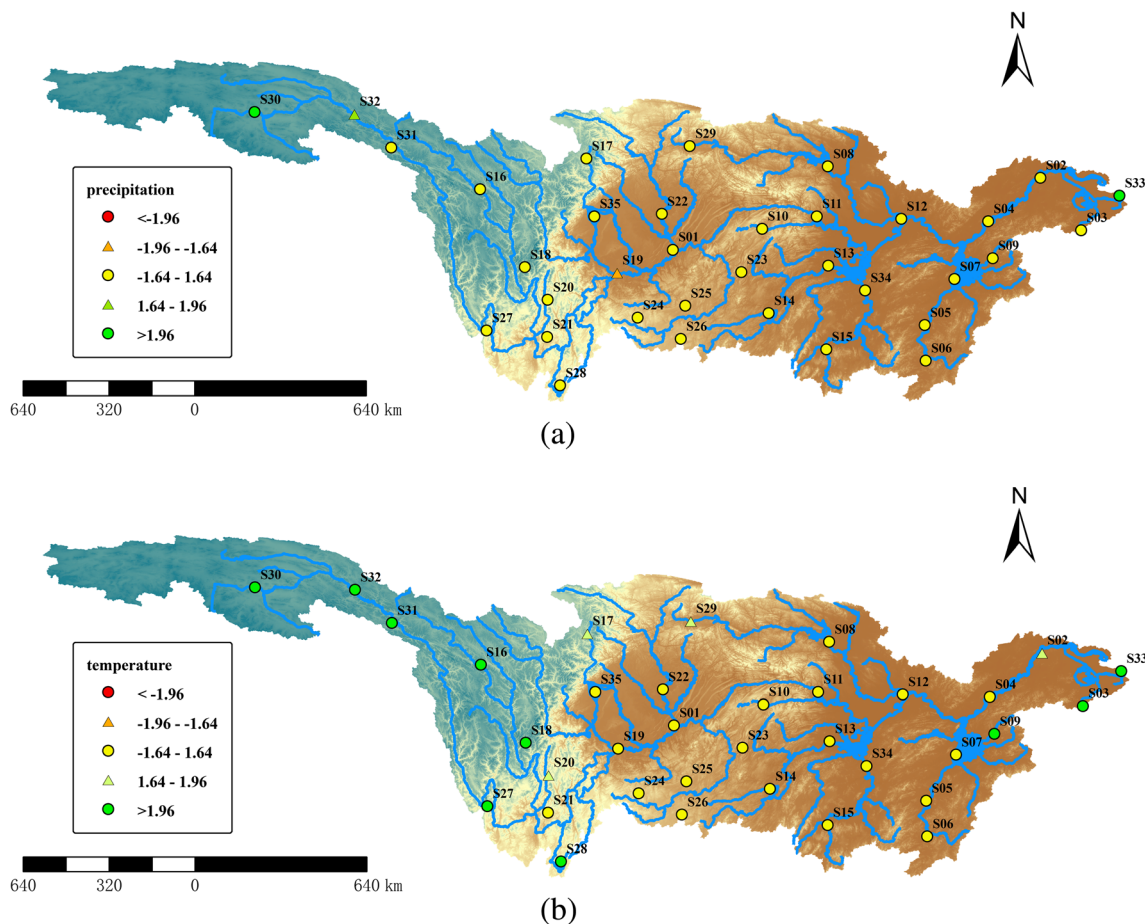 N
S30
S32
S31
S17
S29
S08
S02
S33
S16
S35
S22
S11
S12
S04
S03
S10
S01
S09
S18
S19
S23
S13
S07
S20
S34
S27
S21
S24
S25
S14
S05
S26
S15
S06
S28
precipitation
<-1.96
-1.96 - -1.64
-1.64 - 1.64
1.64 - 1.96
>1.96
640 320 0 640 km
(a)
N
S30
S32
S31
S17
S29
S08
S02
S33
S16
S35
S22
S11
S12
S04
S03
S10
S01
S09
S18
S19
S23
S13
S07
S20
S34
S27
S21
S24
S25
S14
S05
S26
S15
S06
S28
temperature
< -1.96
-1.96 - -1.64
-1.64 - 1.64
1.64 - 1.96
>1.96
640 320 0 640 km
(b)